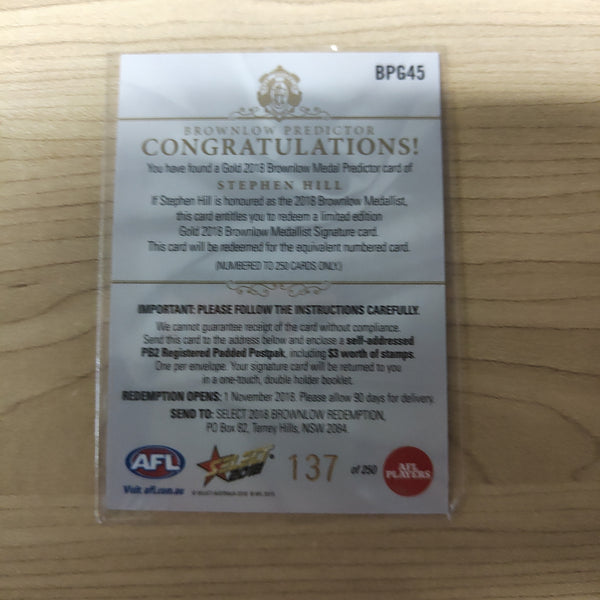 BPG45
BROWNLOW PREDICTOR
CONGRATULATIONS!
You have found a Gold 2018 Brownlow Medal Predictor card of
STEPHEN HILL
If Stephen Hill is honoured as the 2018 Brownlow Medallist,
this card entitles you to redeem a limited edition
Gold 2018 Brownlow Medallist Signature card.
This card will be redeemed for the equivalent numbered card.
(NUMBERED TO 250 CARDS ONLY.)
IMPORTANT: PLEASE FOLLOW THE INSTRUCTIONS CAREFULLY.
We cannot guarantee receipt of the card without compliance.
Send this card to the address below and enclose a self-addressed
PB2 Registered Padded Postpak, including $3 worth of stamps.
One per envelope. Your signature card will be returned to you
in a one-touch, double holder booklet.
REDEMPTION OPENS: 1 November 2018. Please allow 90 days for delivery.
SEND TO: SELECT 2018 BROWNLOW REDEMPTION,
PO Box 62, Terrey Hills, NSW 2084.
AFL
SELECT 2018
137 of 250
AFL
PLAYERS
Visit afl.com.au